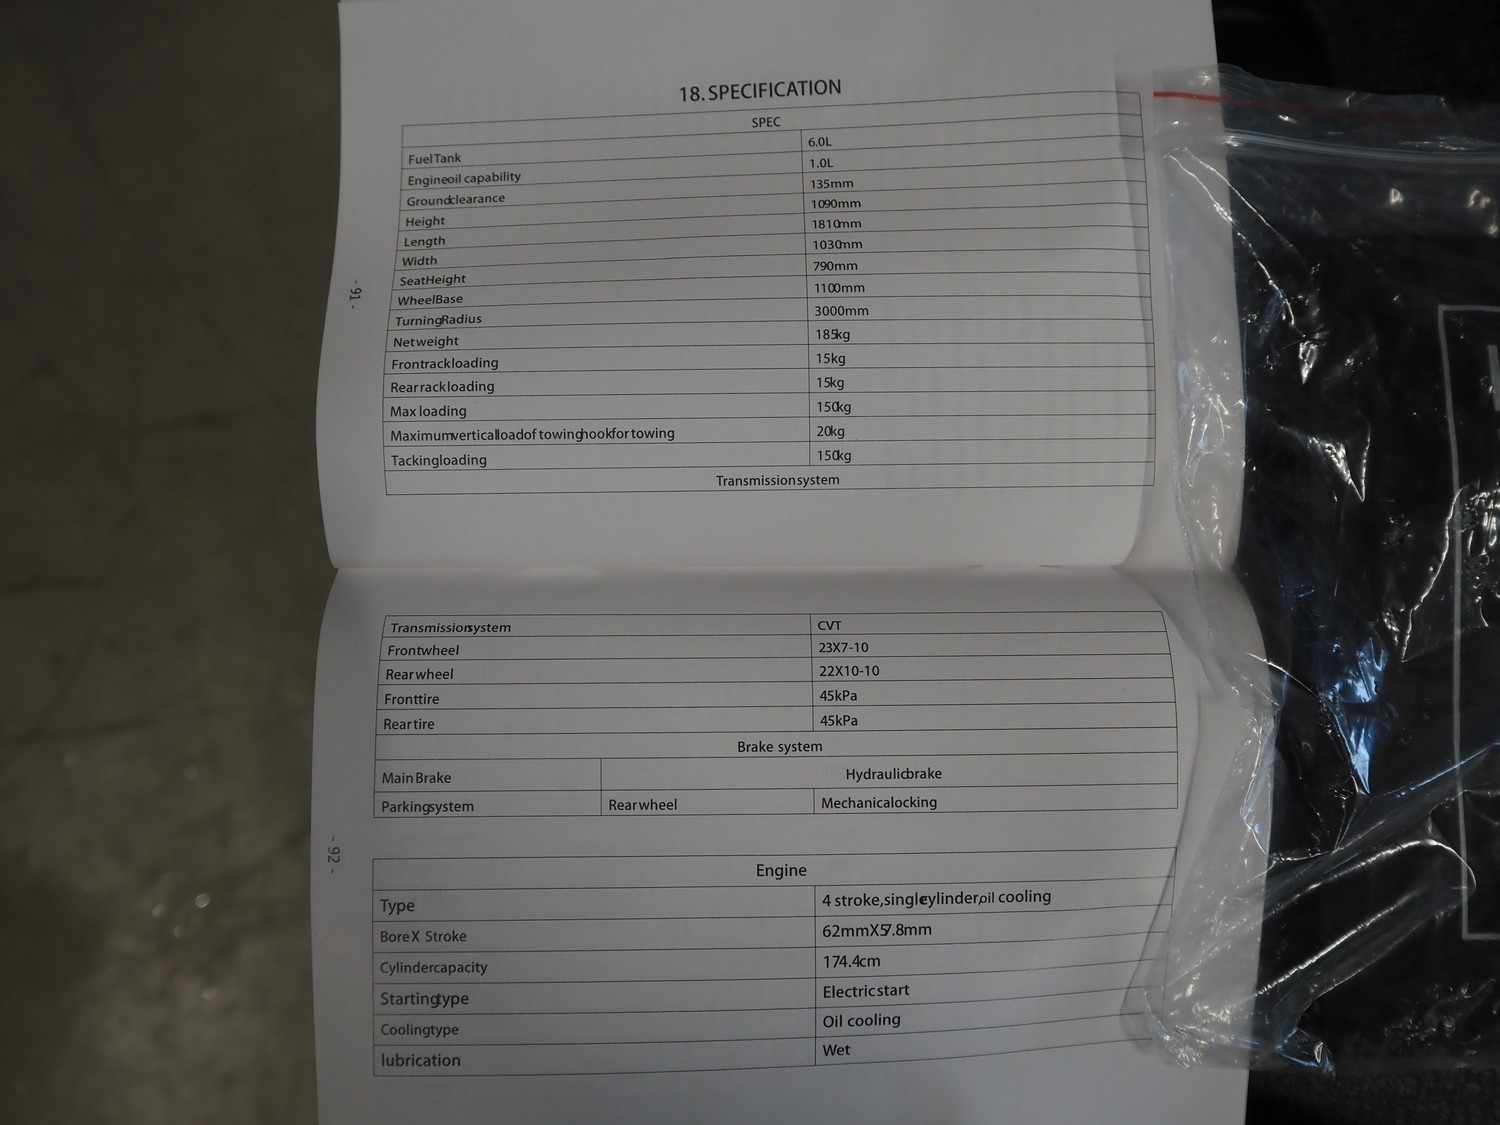 18.SPECIFICATION
SPEC
FuelTank 6.0L
Engineoil capability 1.0L
Groundclearance 135mm
Height 1090mm
Length 1810mm
Width 1030mm
SeatHeight 790mm
WheelBase 1100mm
TurningRadius 3000mm
Netweight 185kg
Frontrackloading 15kg
Rearrackloading 15kg
Max loading 150kg
Maximumverticalloadof towinghookfor towing 20kg
Tackingloading 150kg
Transmissionsystem
- 91 -
Transmissionsystem CVT
Frontwheel 23X7-10
Rearwheel 22X10-10
Fronttire 45kPa
Reartire 45kPa
Brake system
MainBrake Hydraulicbrake
Parkingsystem Rearwheel Mechanicalocking
Engine
Type 4 stroke,singlecylinder,oil cooling
BoreX Stroke 62mmX57.8mm
Cylindercapacity 174.4cm
Startingtype Electricstart
Coolingtype Oil cooling
lubrication Wet
- 92 -